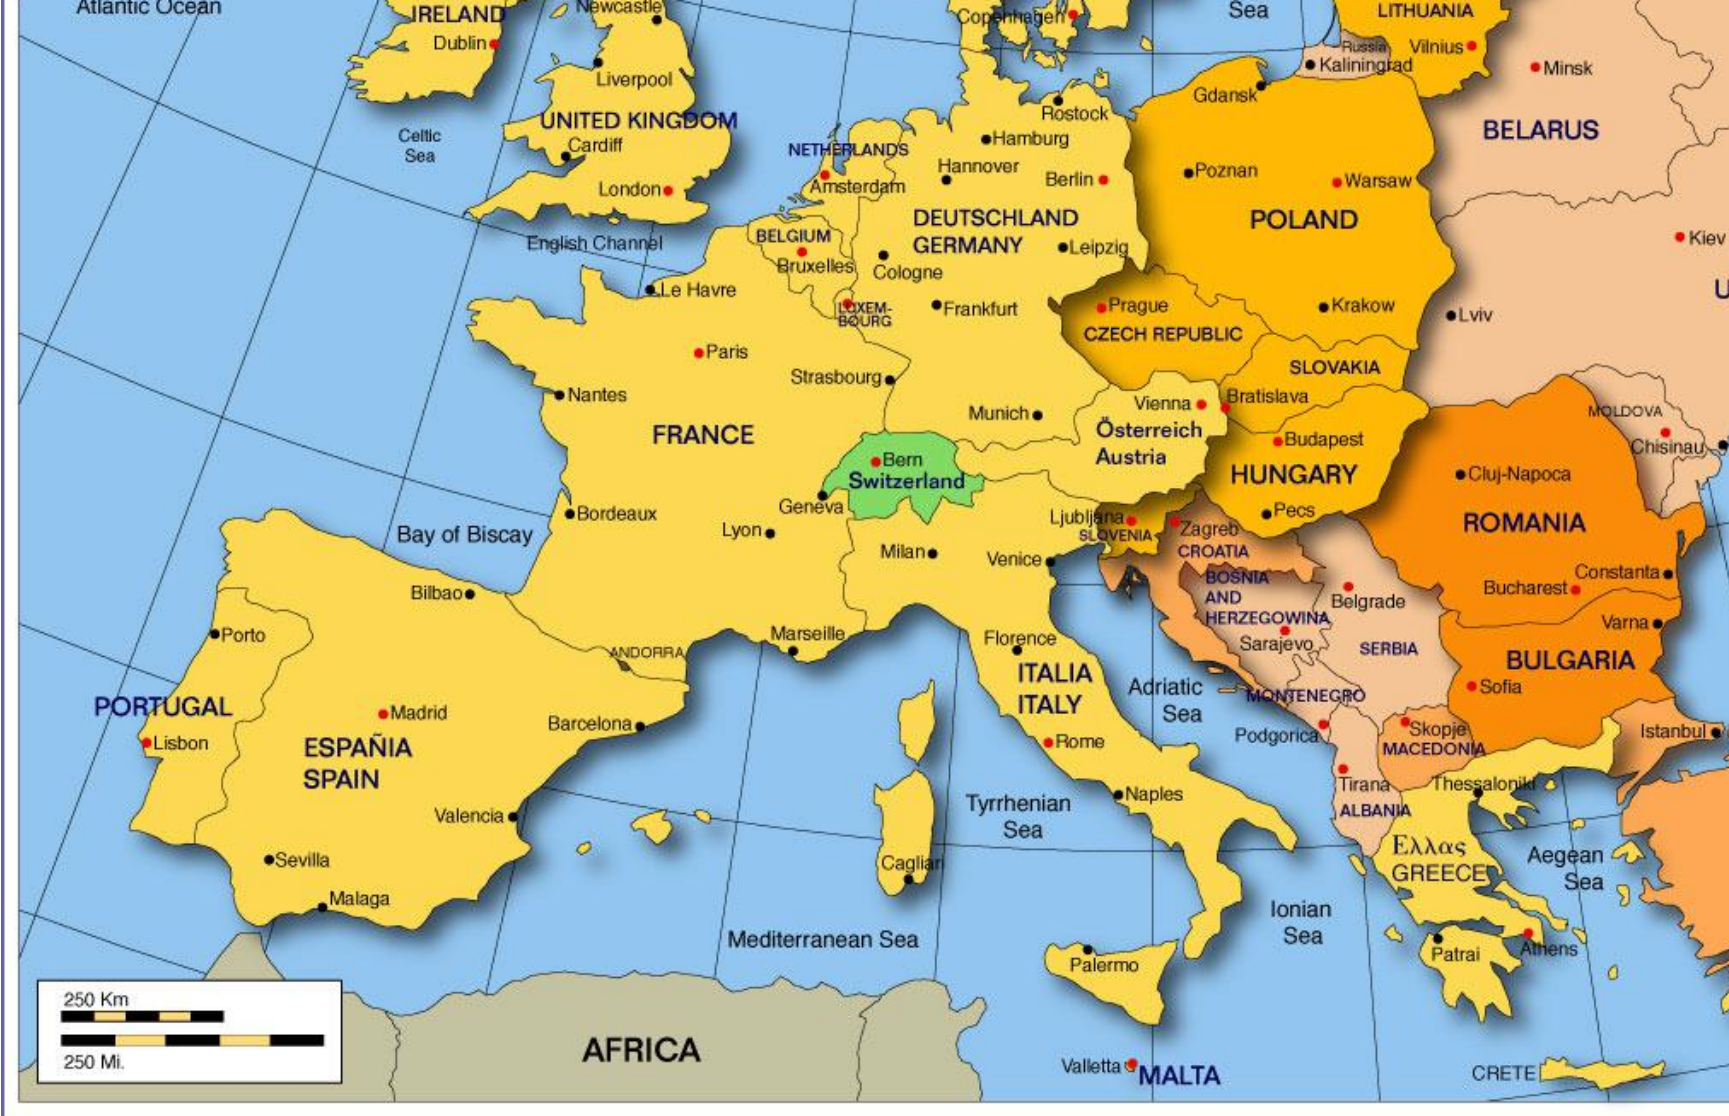 Atlantic Ocean
IRELAND
Dublin
Newcastle
Liverpool
UNITED KINGDOM
Cardiff
London
Celtic
Sea
English Channel
Copenhagen
Sea
LITHUANIA
Vilnius
Russia
Kaliningrad
Minsk
BELARUS
Gdansk
Rostock
Hamburg
NETHERLANDS
Amsterdam
Hannover
Berlin
Poznan
Warsaw
POLAND
Kiev
DEUTSCHLAND
GERMANY
Leipzig
Cologne
BELGIUM
Bruxelles
LUXEM-
BOURG
Frankfurt
Le Havre
Paris
Strasbourg
Nantes
Munich
FRANCE
Prague
CZECH REPUBLIC
Krakow
Lviv
U
SLOVAKIA
Bratislava
Vienna
Österreich
Austria
Budapest
HUNGARY
Pecs
MOLDOVA
Chisinau
Cluj-Napoca
ROMANIA
Constanta
Bucharest
Bern
Switzerland
Geneva
Lyon
Bordeaux
Bay of Biscay
Milan
Venice
Ljubljana
SLOVENIA
Zagreb
CROATIA
BOSNIA
AND
HERZEGOWINA
Sarajevo
Belgrade
SERBIA
Varna
BULGARIA
Sofia
Bilbao
Porto
Marseille
ANDORRA
Florence
ITALIA
ITALY
Adriatic
Sea
MONTENEGRO
Podgorica
Skopje
MACEDONIA
Istanbul
PORTUGAL
Lisbon
Madrid
Barcelona
ESPAÑIA
SPAIN
Rome
Tirana
ALBANIA
Thessaloniki
Naples
Tyrrhenian
Sea
Valencia
Sevilla
Malaga
Cagliari
Ελλας
GREECE
Aegean
Sea
Ionian
Sea
Mediterranean Sea
Palermo
Patrai
Athens
250 Km
250 Mi.
AFRICA
Valletta
MALTA
CRETE